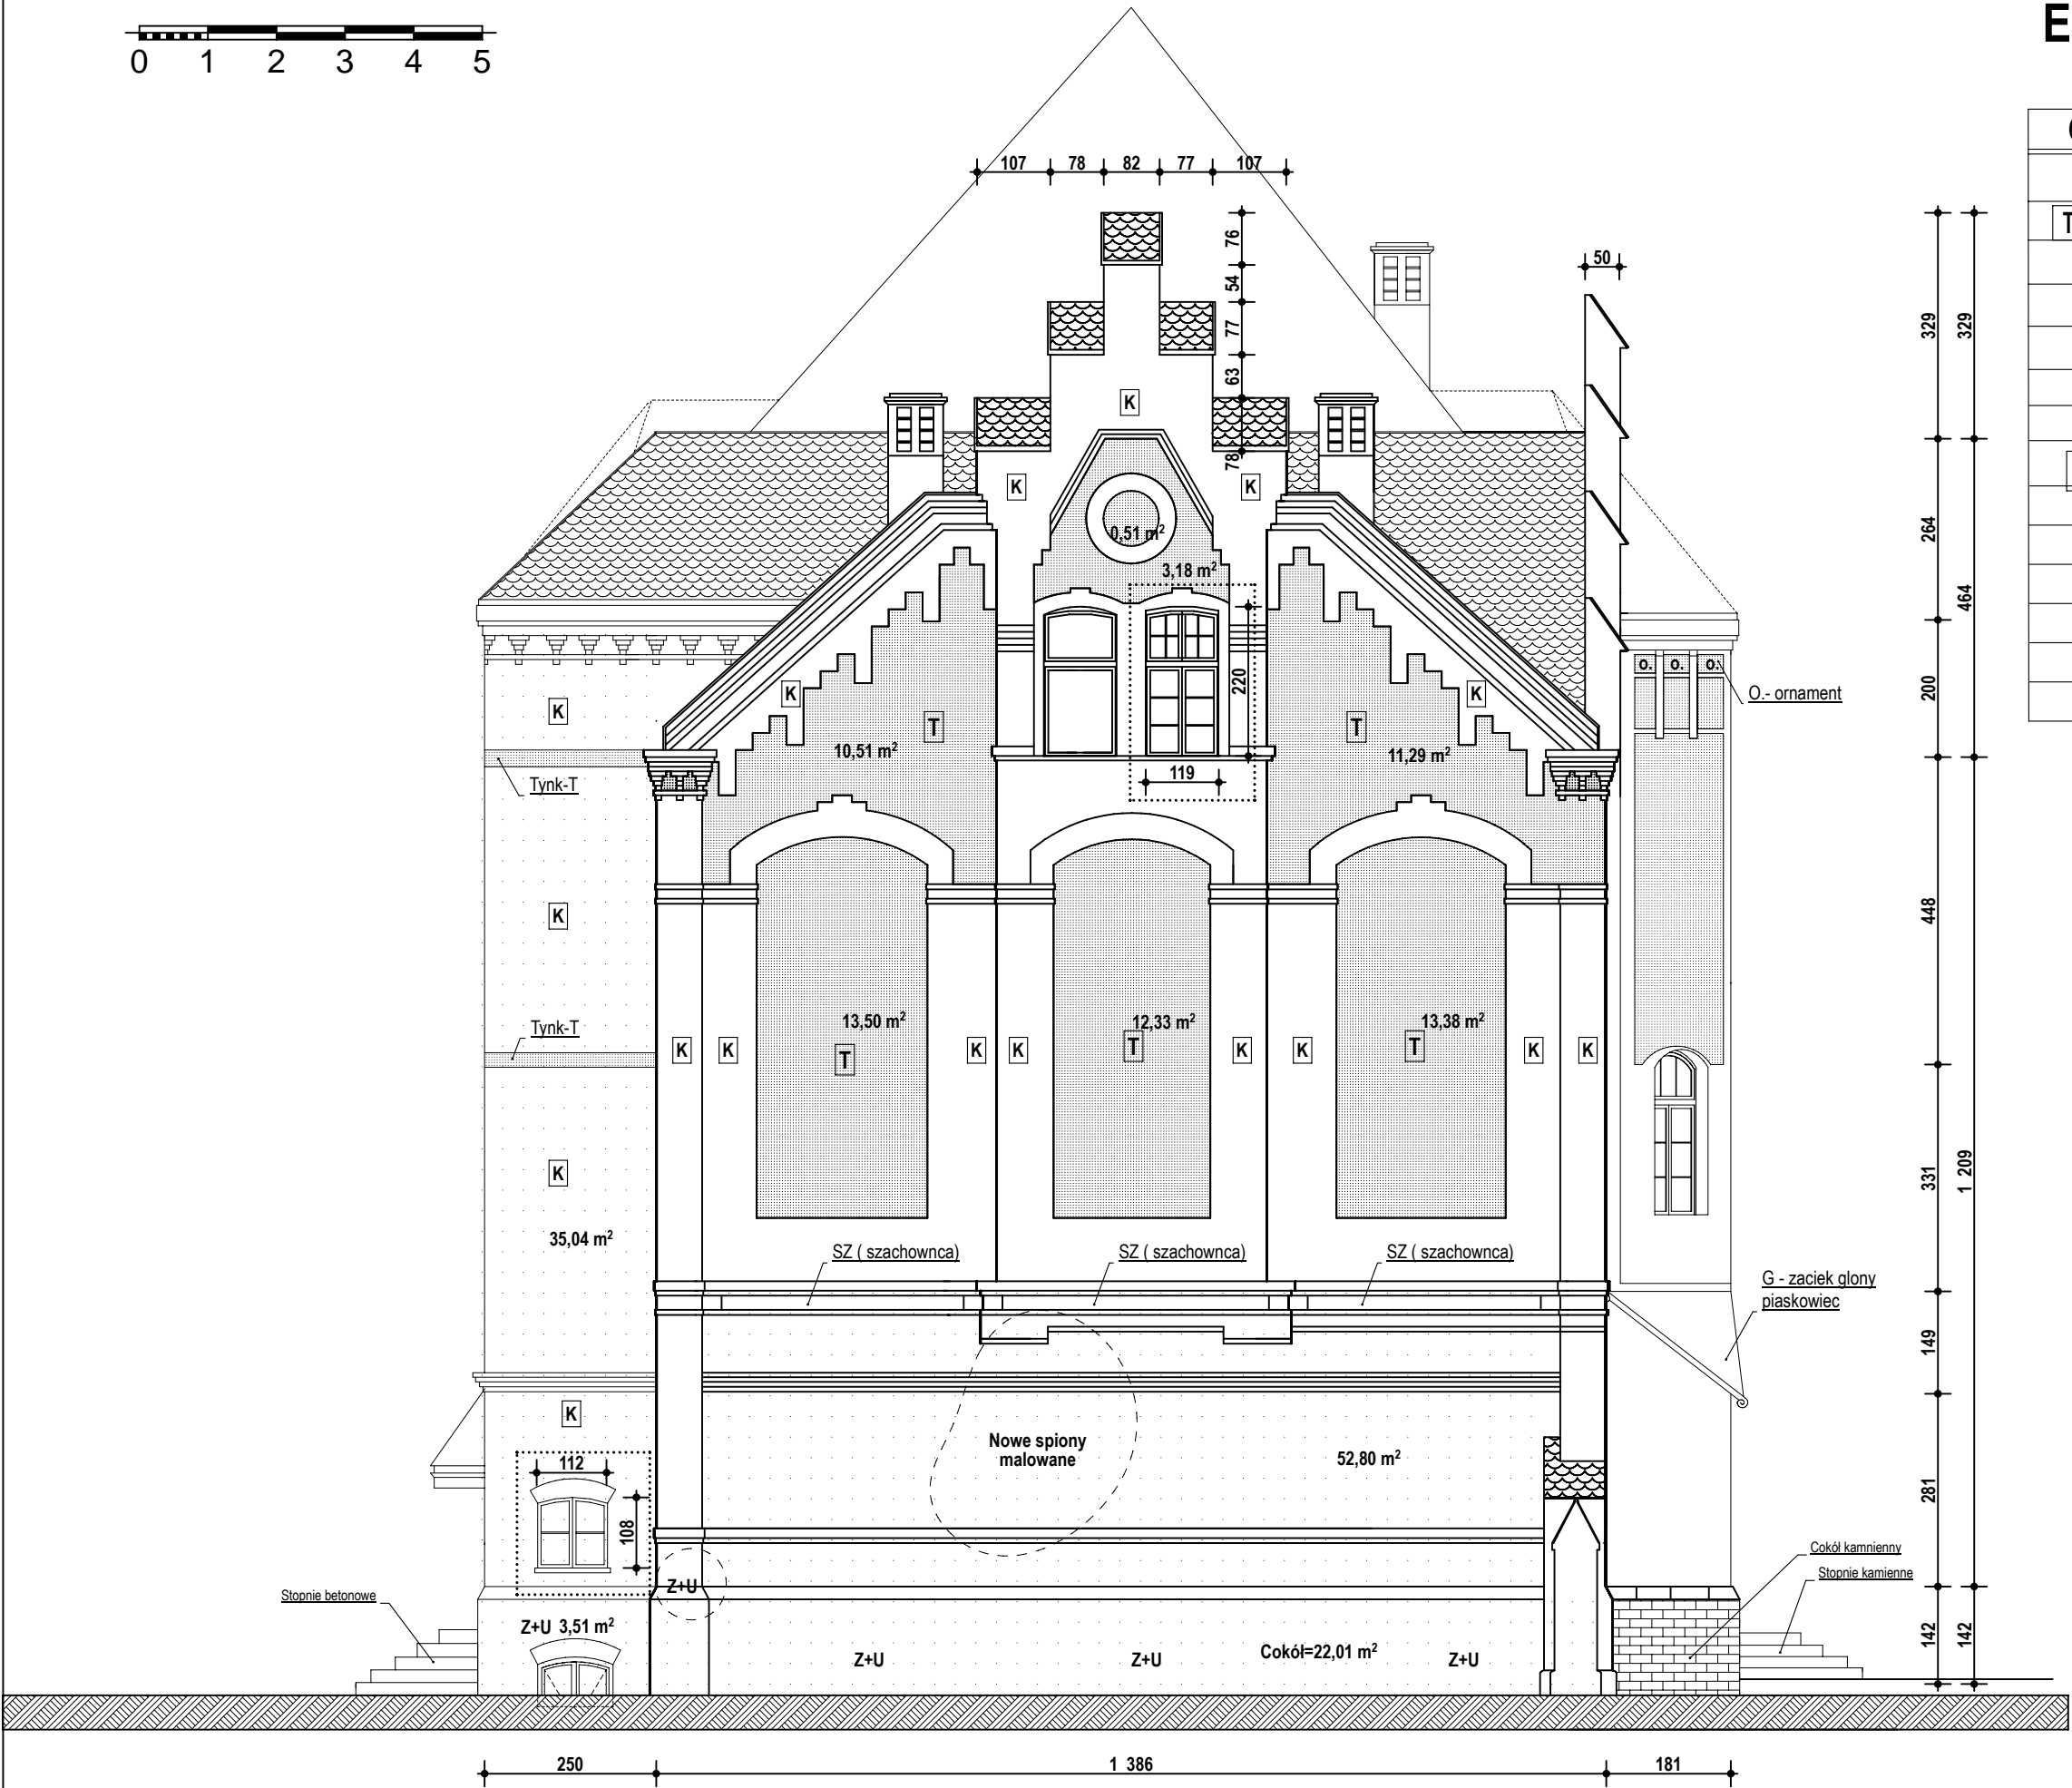 0 1 2 3 4 5
E
107 78 82 77 107
76
54
77
63
78
50
329 329
T
K
K K
0,51 m²
3,18 m²
264
464
220
119
O. O. O.
O.- ornament
200
K
K K
T T
10,51 m²
11,29 m²
Tynk-T
K
448
Tynk-T
13,50 m²
12,33 m²
13,38 m²
K K T K K T K K T K K
K
331
1 209
35,04 m²
SZ ( szachownca)
SZ ( szachownca)
SZ ( szachownca)
G - zaciek glony
piaskowiec
149
K
Nowe spiony
malowane
52,80 m²
112
108
281
Cokół kamnienny
Stopnie kamienne
Stopnie betonowe
Z+U
Z+U 3,51 m²
Z+U
Z+U
Cokół=22,01 m²
Z+U
142 142
250 1 386 181